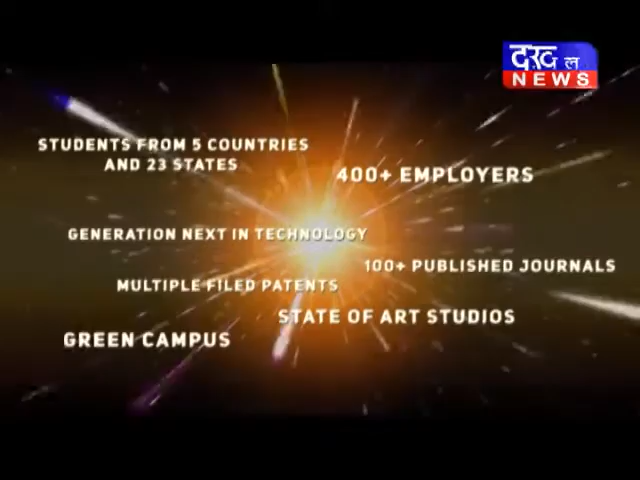 दखल
NEWS
STUDENTS FROM 5 COUNTRIES
AND 23 STATES
400+ EMPLOYERS
GENERATION NEXT IN TECHNOLOGY
100+ PUBLISHED JOURNALS
MULTIPLE FILED PATENTS
STATE OF ART STUDIOS
GREEN CAMPUS